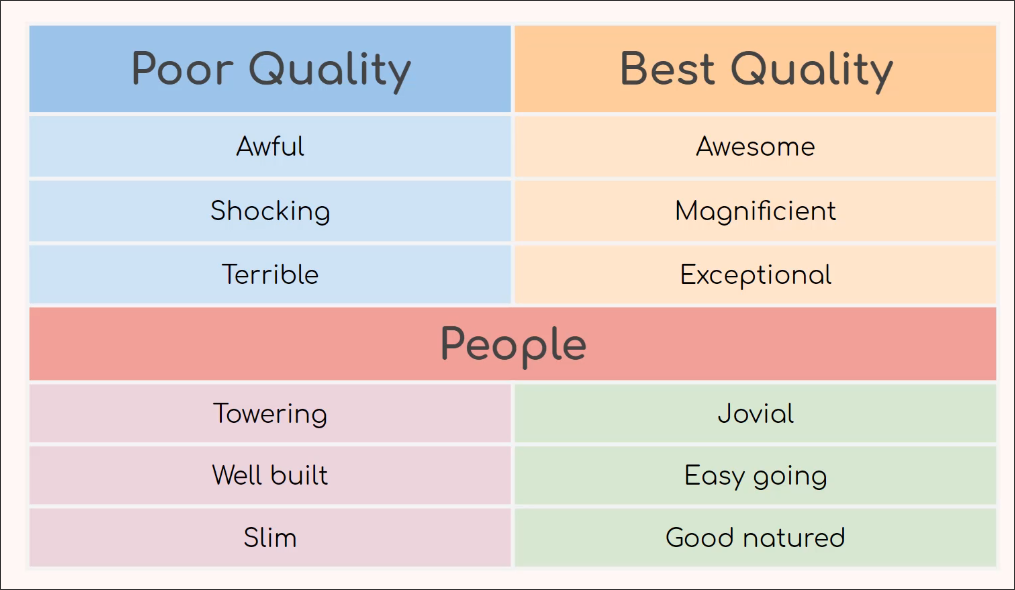 Poor Quality Best Quality
Awful Awesome
Shocking Magnificient
Terrible Exceptional
People
Towering Jovial
Well built Easy going
Slim Good natured